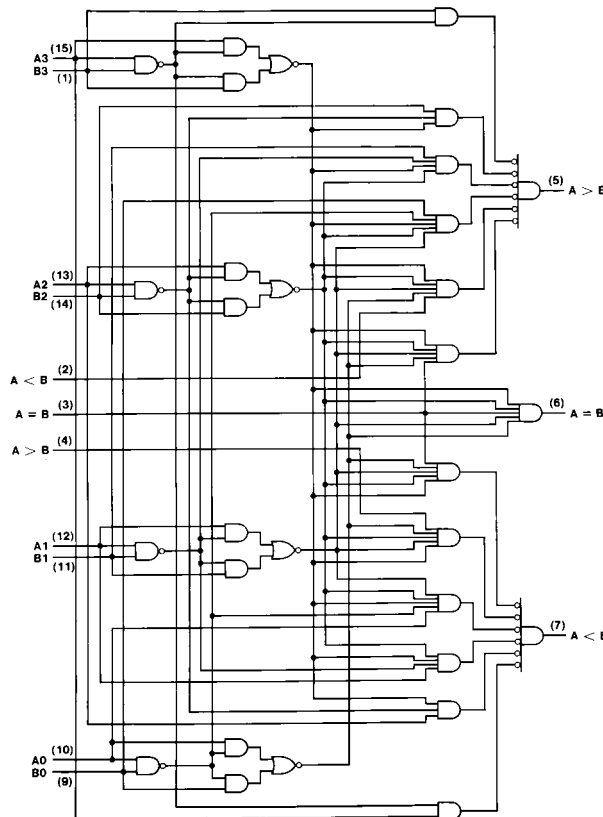 (15)
A3
B3
(1)
(5)
A > B
(13)
A2
B2
(14)
(2)
A < B
(3)
A = B
(6)
A = B
(4)
A > B
(12)
A1
B1
(11)
(7)
A < B
(10)
A0
B0
(9)